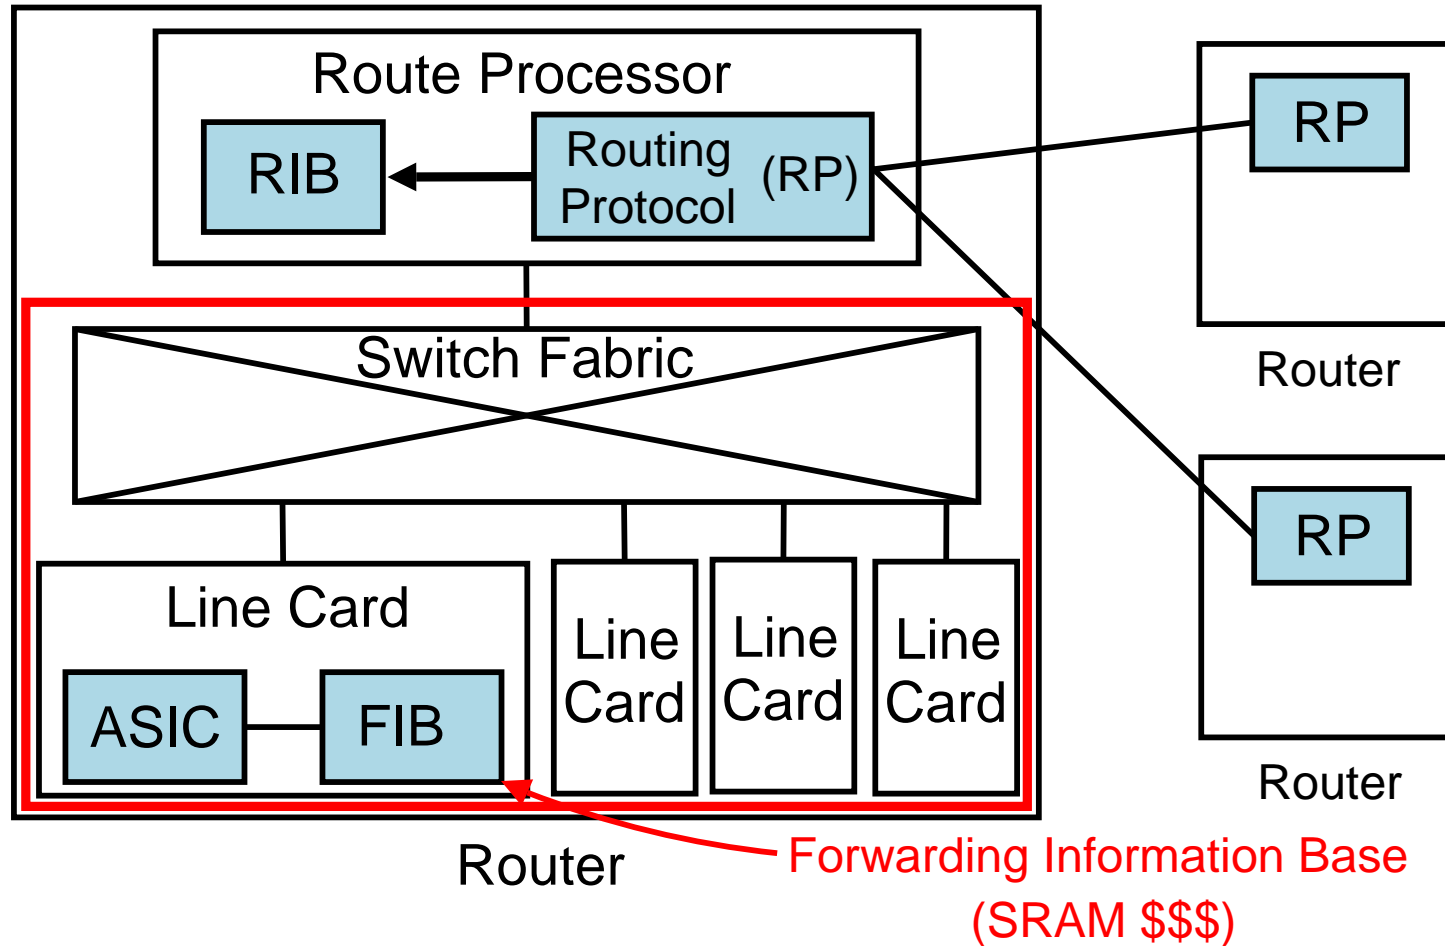 Route Processor
RIB
Routing
Protocol
(RP)
RP
Router
Switch Fabric
RP
Router
Line Card
ASIC
FIB
Line
Card
Line
Card
Line
Card
Router
Forwarding Information Base
(SRAM $$$)